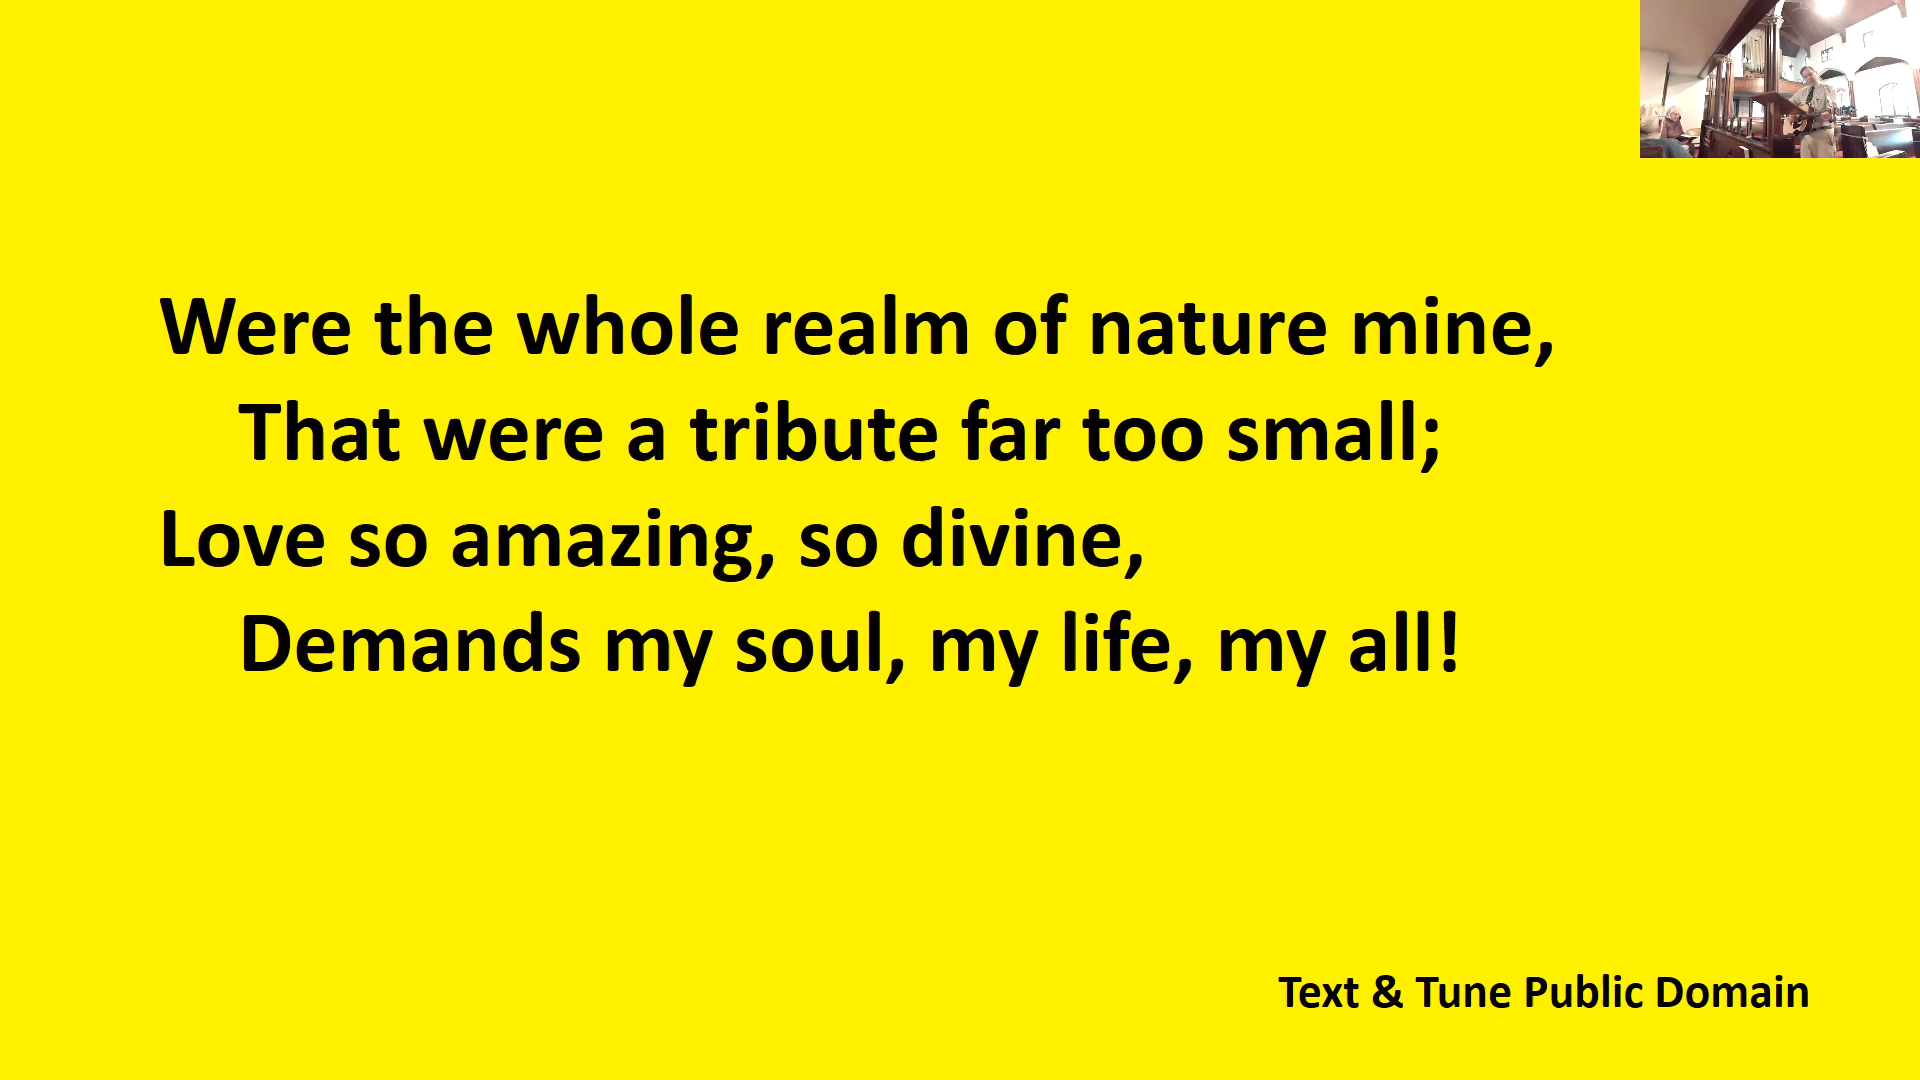 Were the whole realm of nature mine,
That were a tribute far too small;
Love so amazing, so divine,
Demands my soul, my life, my all!
Text & Tune Public Domain